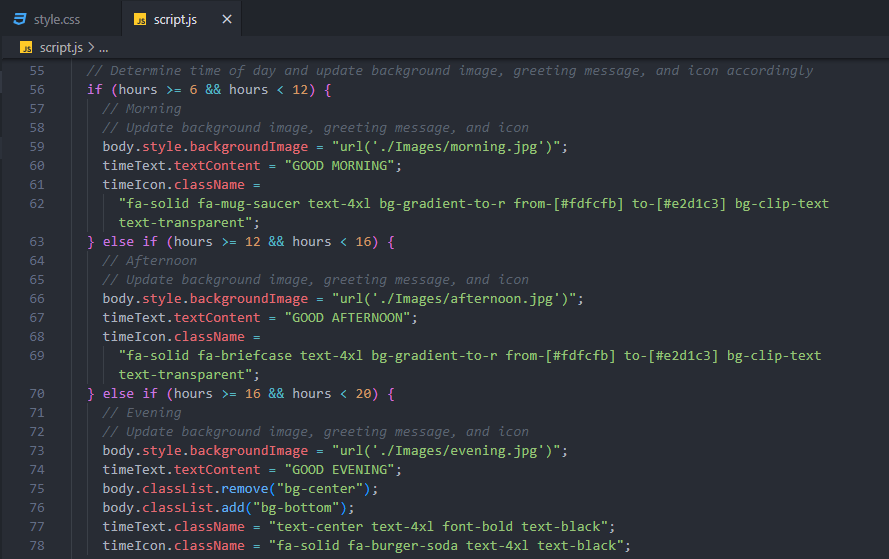 style.css
JS script.js ×
JS script.js > ...
55 // Determine time of day and update background image, greeting message, and icon accordingly
56 if (hours >= 6 && hours < 12) {
57 // Morning
58 // Update background image, greeting message, and icon
59 body.style.backgroundImage = "url('./Images/morning.jpg')";
60 timeText.textContent = "GOOD MORNING";
61 timeIcon.className =
62 "fa-solid fa-mug-saucer text-4xl bg-gradient-to-r from-[#fdfcfb] to-[#e2d1c3] bg-clip-text
text-transparent";
63 } else if (hours >= 12 && hours < 16) {
64 // Afternoon
65 // Update background image, greeting message, and icon
66 body.style.backgroundImage = "url('./Images/afternoon.jpg')";
67 timeText.textContent = "GOOD AFTERNOON";
68 timeIcon.className =
69 "fa-solid fa-briefcase text-4xl bg-gradient-to-r from-[#fdfcfb] to-[#e2d1c3] bg-clip-text
text-transparent";
70 } else if (hours >= 16 && hours < 20) {
71 // Evening
72 // Update background image, greeting message, and icon
73 body.style.backgroundImage = "url('./Images/evening.jpg')";
74 timeText.textContent = "GOOD EVENING";
75 body.classList.remove("bg-center");
76 body.classList.add("bg-bottom");
77 timeText.className = "text-center text-4xl font-bold text-black";
78 timeIcon.className = "fa-solid fa-burger-soda text-4xl text-black";